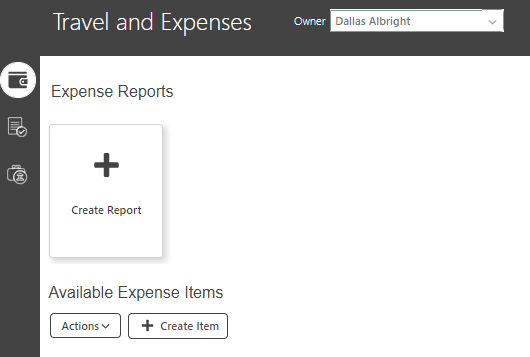 Travel and Expenses
Owner Dallas Albright
Expense Reports
Create Report
Available Expense Items
Actions
Create Item